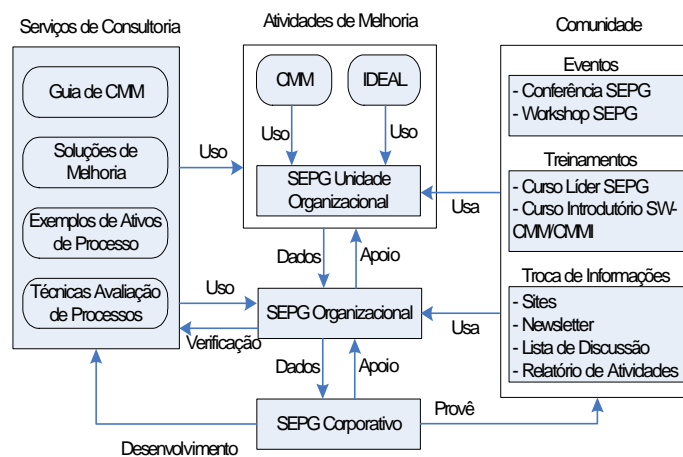 Serviços de Consultoria
Guia de CMM
Soluções de
Melhoria
Exemplos de Ativos
de Processo
Técnicas Avaliação
de Processos
Atividades de Melhoria
CMM
IDEAL
Uso
Uso
SEPG Unidade
Organizacional
Uso
Dados
Apoio
Uso
SEPG Organizacional
Verificação
Dados
Apoio
SEPG Corporativo
Desenvolvimento
Provê
Usa
Usa
Comunidade
Eventos
- Conferência SEPG
- Workshop SEPG
Treinamentos
- Curso Líder SEPG
- Curso Introdutório SW-
CMM/CMMI
Troca de Informações
- Sites
- Newsletter
- Lista de Discussão
- Relatório de Atividades